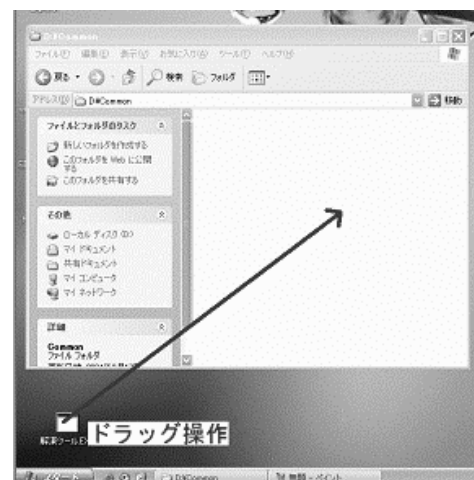 D:¥Common
ファイル(F) 編集(E) 表示(V) お気に入り(A) ツール(T) ヘルプ(H)
戻る 検索 フォルダ
アドレス(D) D:¥Common 移動
ファイルとフォルダのタスク
新しいフォルダを作成する
このフォルダを Web に公開
する
このフォルダを共有する
その他
ローカル ディスク (D:)
マイ ドキュメント
共有ドキュメント
マイ コンピュータ
マイ ネットワーク
詳細
Common
ファイル フォルダ
ドラッグ操作
スタート D:¥Common 無題 - ペイント